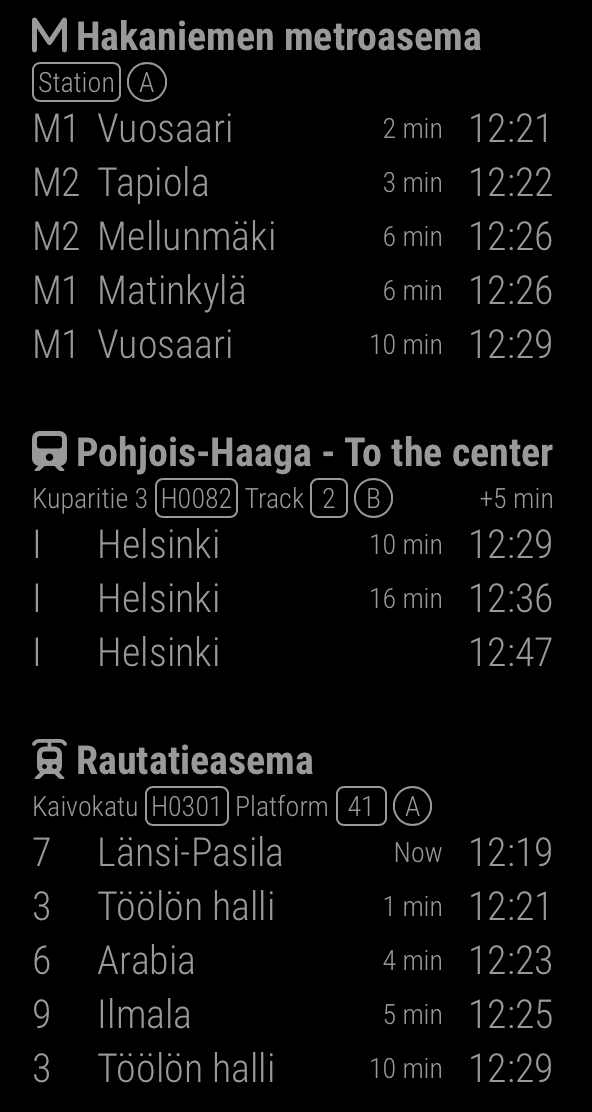 M Hakaniemen metroasema
Station A
M1 Vuosaari 2 min 12:21
M2 Tapiola 3 min 12:22
M2 Mellunmäki 6 min 12:26
M1 Matinkylä 6 min 12:26
M1 Vuosaari 10 min 12:29
Pohjois-Haaga - To the center
Kuparitie 3 H0082 Track 2 B +5 min
I Helsinki 10 min 12:29
I Helsinki 16 min 12:36
I Helsinki 12:47
Rautatieasema
Kaivokatu H0301 Platform 41 A
7 Länsi-Pasila Now 12:19
3 Töölön halli 1 min 12:21
6 Arabia 4 min 12:23
9 Ilmala 5 min 12:25
3 Töölön halli 10 min 12:29